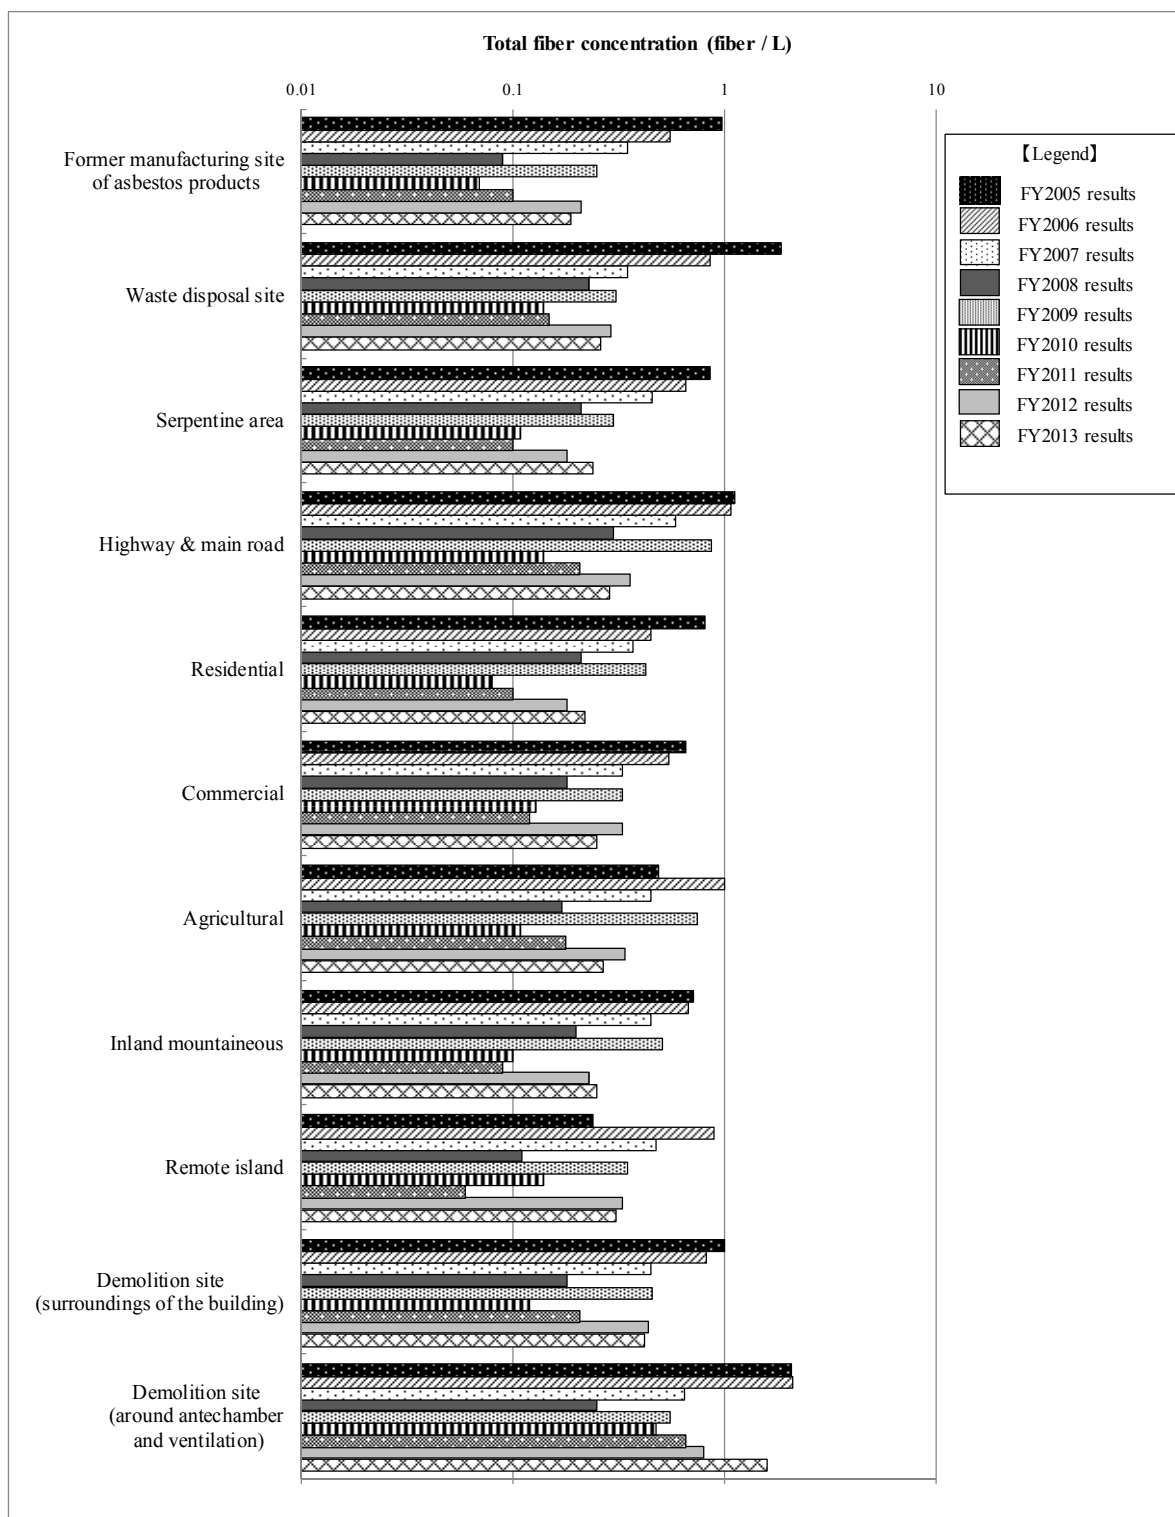 Total fiber concentration (fiber / L)
0.01 0.1 1 10
Former manufacturing site
of asbestos products
Waste disposal site
Serpentine area
Highway & main road
Residential
Commercial
Agricultural
Inland mountaineous
Remote island
Demolition site
(surroundings of the building)
Demolition site
(around antechamber
and ventilation)
【Legend】
FY2005 results
FY2006 results
FY2007 results
FY2008 results
FY2009 results
FY2010 results
FY2011 results
FY2012 results
FY2013 results